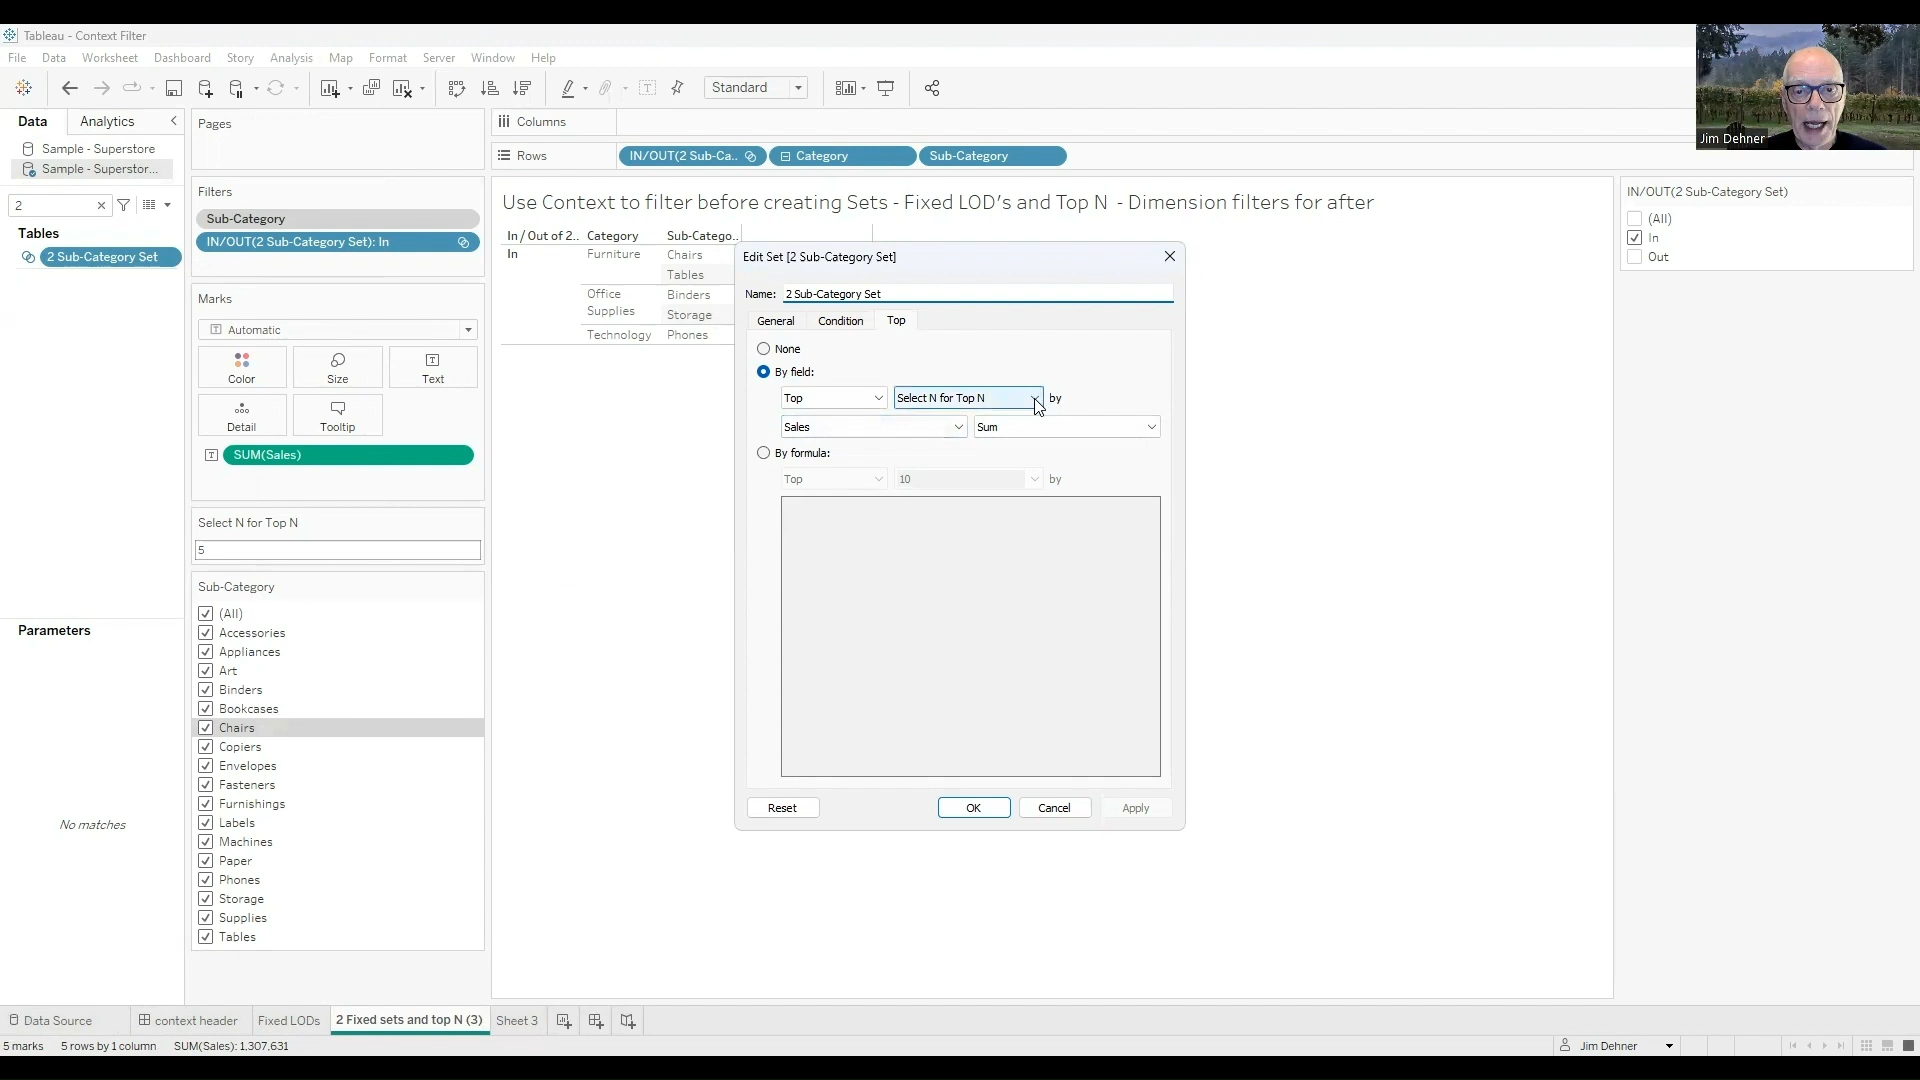 Tableau - Context Filter
File Data Worksheet Dashboard Story Analysis Map Format Server Window Help
Standard
Jim Dehner
Data Analytics
Sample - Superstore
Sample - Superstor...
2
Tables
2 Sub-Category Set
Parameters
No matches
Pages
Filters
Sub-Category
IN/OUT(2 Sub-Category Set): In
Marks
Automatic
Color Size Text
Detail Tooltip
SUM(Sales)
Select N for Top N
5
Sub-Category
(All)
Accessories
Appliances
Art
Binders
Bookcases
Chairs
Copiers
Envelopes
Fasteners
Furnishings
Labels
Machines
Paper
Phones
Storage
Supplies
Tables
Columns
Rows IN/OUT(2 Sub-Ca.. Category Sub-Category
Use Context to filter before creating Sets - Fixed LOD's and Top N - Dimension filters for after
In / Out of 2.. Category Sub-Catego..
In Furniture Chairs
Tables
Office Supplies Binders
Storage
Technology Phones
Edit Set [2 Sub-Category Set]
Name: 2 Sub-Category Set
General Condition Top
None
By field:
Top Select N for Top N by
Sales Sum
By formula:
Top 10 by
Reset OK Cancel Apply
IN/OUT(2 Sub-Category Set)
(All)
In
Out
Data Source context header Fixed LODs 2 Fixed sets and top N (3) Sheet 3
5 marks 5 rows by 1 column SUM(Sales): 1,307,631 Jim Dehner